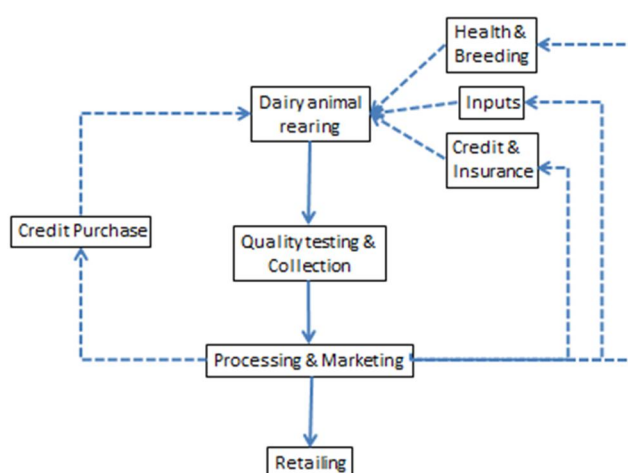 Health &
Breeding
Dairy animal
rearing
Inputs
Credit &
Insurance
Credit Purchase
Quality testing &
Collection
Processing & Marketing
Retailing